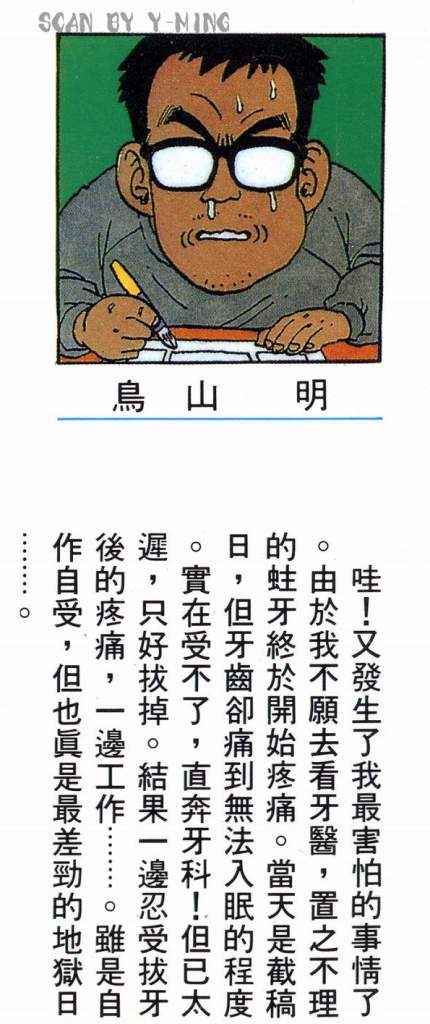 SCAN BY Y-MING
鳥山　明
哇！又發生了我最害怕的事情了
。由於我不願去看牙醫，置之不理
的蛀牙終於開始疼痛。當天是截稿
日，但牙齒卻痛到無法入眠的程度
。實在受不了，直奔牙科！但已太
遲，只好拔掉。結果一邊忍受拔牙
後的疼痛，一邊工作………。雖是自
作自受，但也眞是最差勁的地獄日
………。